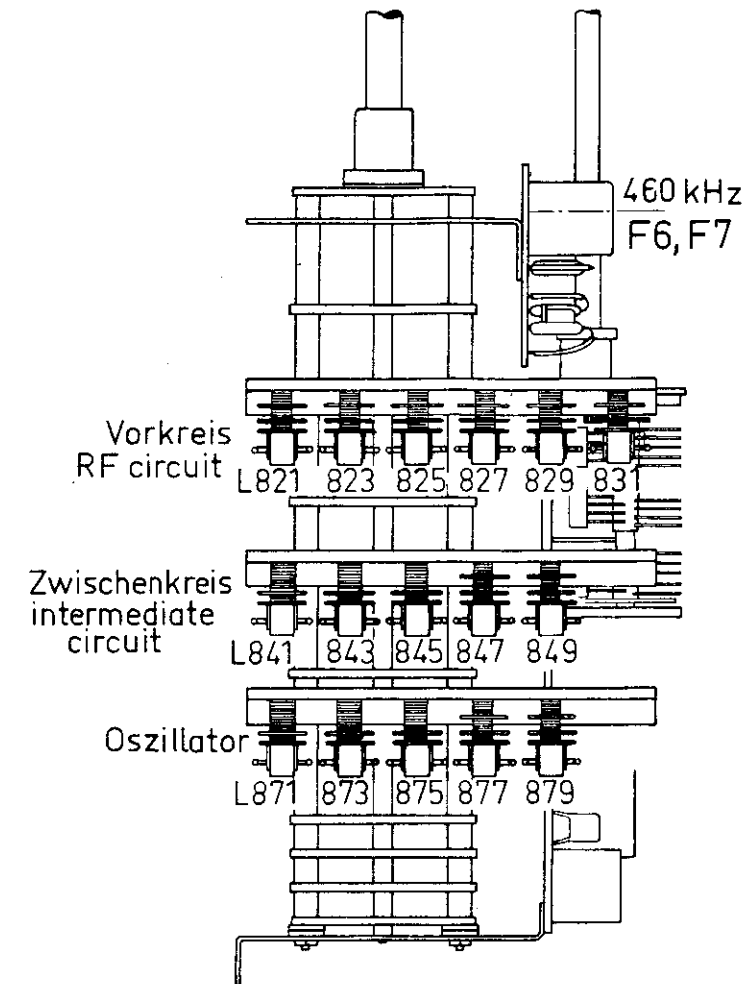 460 kHz
F6, F7
Vorkreis
RF circuit
L821 823 825 827 829 831
Zwischenkreis
intermediate
circuit
L841 843 845 847 849
Oszillator
L871 873 875 877 879